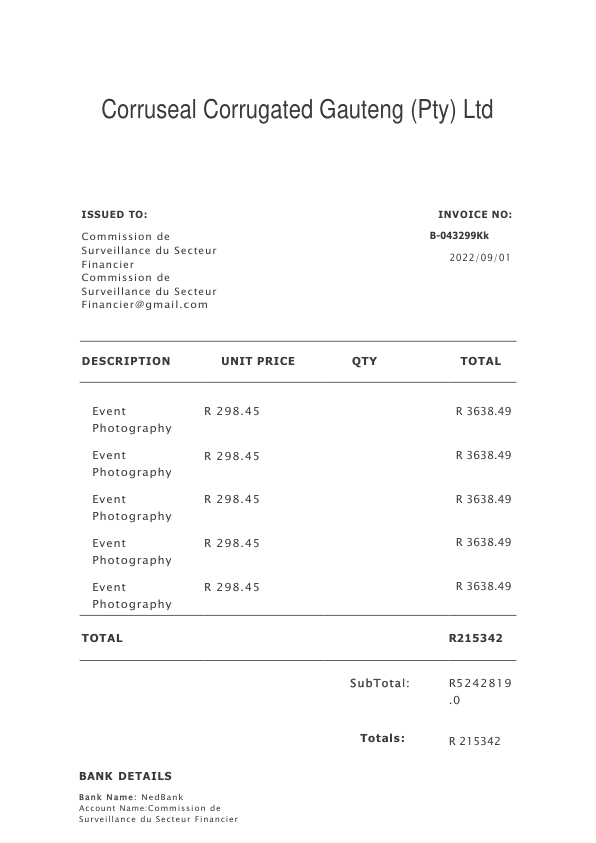 Corruseal Corrugated Gauteng (Pty) Ltd
ISSUED TO:
INVOICE NO:
Commission de
Surveillance du Secteur
Financier
Commission de
Surveillance du Secteur
Financier@gmail.com
B-043299Kk
2022/09/01
DESCRIPTION UNIT PRICE QTY TOTAL
Event
Photography
R 298.45 R 3638.49
Event
Photography
R 298.45 R 3638.49
Event
Photography
R 298.45 R 3638.49
Event
Photography
R 298.45 R 3638.49
Event
Photography
R 298.45 R 3638.49
TOTAL R215342
SubTotal: R5242819
.0
Totals: R 215342
BANK DETAILS
Bank Name: NedBank
Account Name:Commission de
Surveillance du Secteur Financier